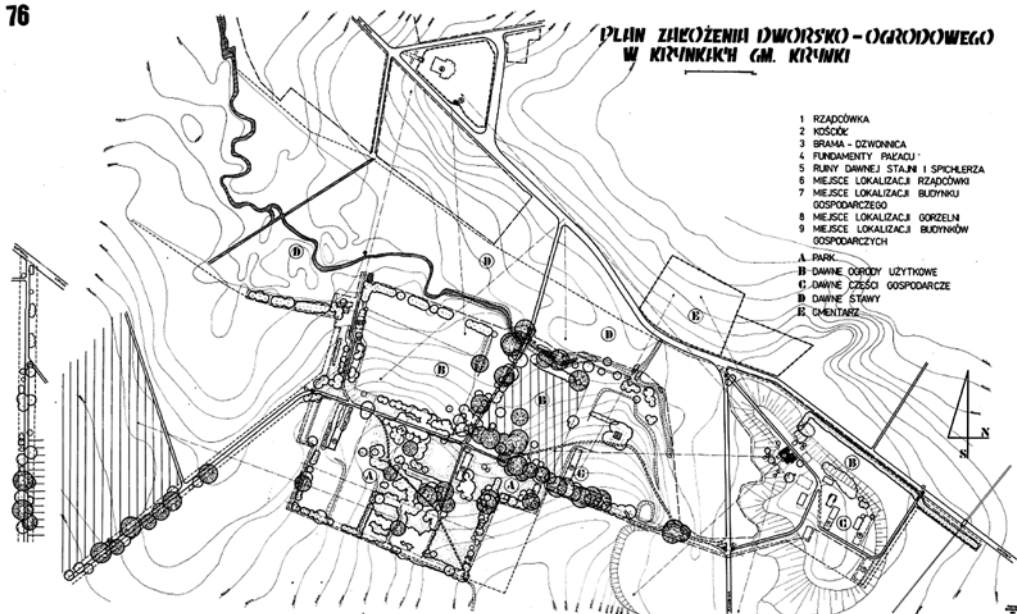 76
PLAN ZAŁOŻENIA DWORSKO-OGRODOWEGO
W KRYNKACH GM. KRYNKI
1 RZĄDCÓWKA
2 KOŚCIÓŁ
3 BRAMA - DZWONNICA
4 FUNDAMENTY PAŁACU
5 RUINY DAWNEJ STAJNI I SPICHLERZA
6 MIEJSCE LOKALIZACJI RZĄDCÓWKI
7 MIEJSCE LOKALIZACJI BUDYNKU
GOSPODARCZEGO
8 MIEJSCE LOKALIZACJI GORZELNI
9 MIEJSCE LOKALIZACJI BUDYNKÓW
GOSPODARCZYCH
A PARK
B DAWNE OGRODY UŻYTKOWE
C DAWNE CZĘŚCI GOSPODARCZE
D DAWNE STAWY
E CMENTARZ
D
D
D
E
B
B
A
A
C
B
C
N
S